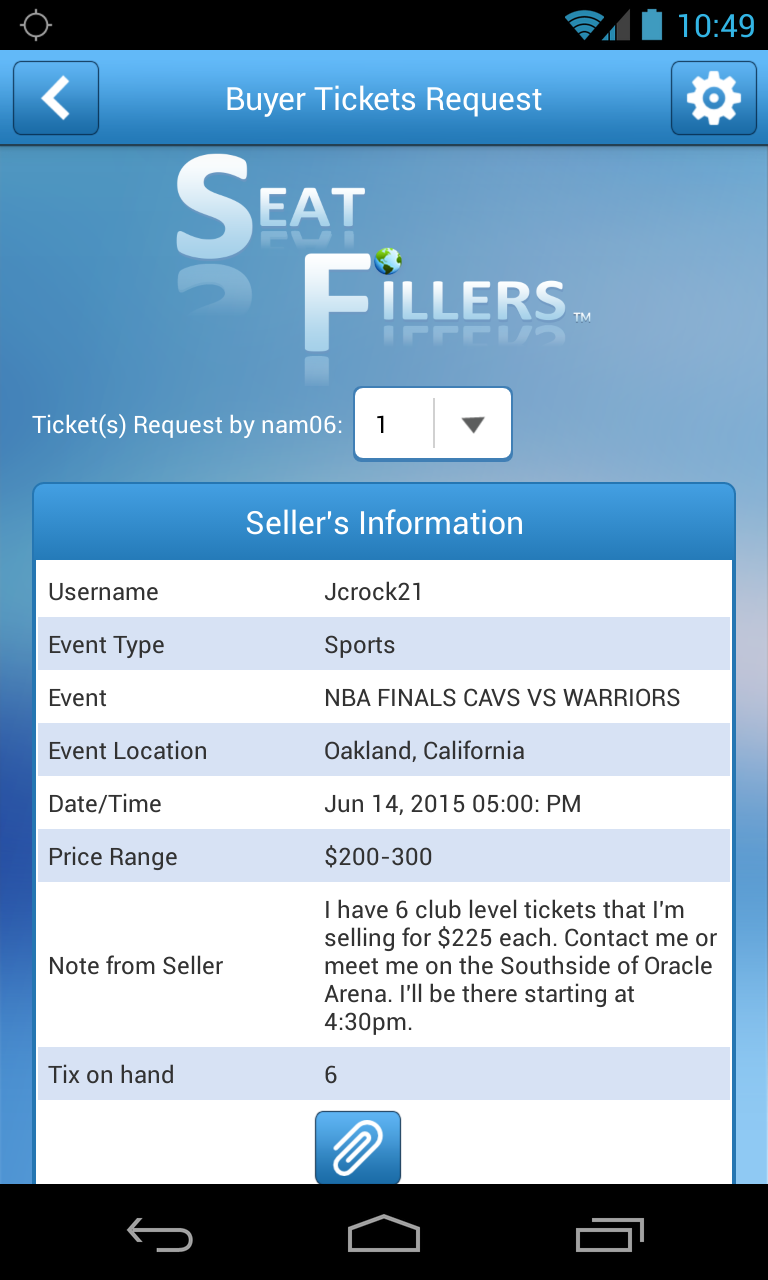 10:49
Buyer Tickets Request
SEAT
FILLERS TM
Ticket(s) Request by nam06: 1
Seller's Information
Username Jcrock21
Event Type Sports
Event NBA FINALS CAVS VS WARRIORS
Event Location Oakland, California
Date/Time Jun 14, 2015 05:00: PM
Price Range $200-300
Note from Seller
I have 6 club level tickets that I'm
selling for $225 each. Contact me or
meet me on the Southside of Oracle
Arena. I'll be there starting at
4:30pm.
Tix on hand 6